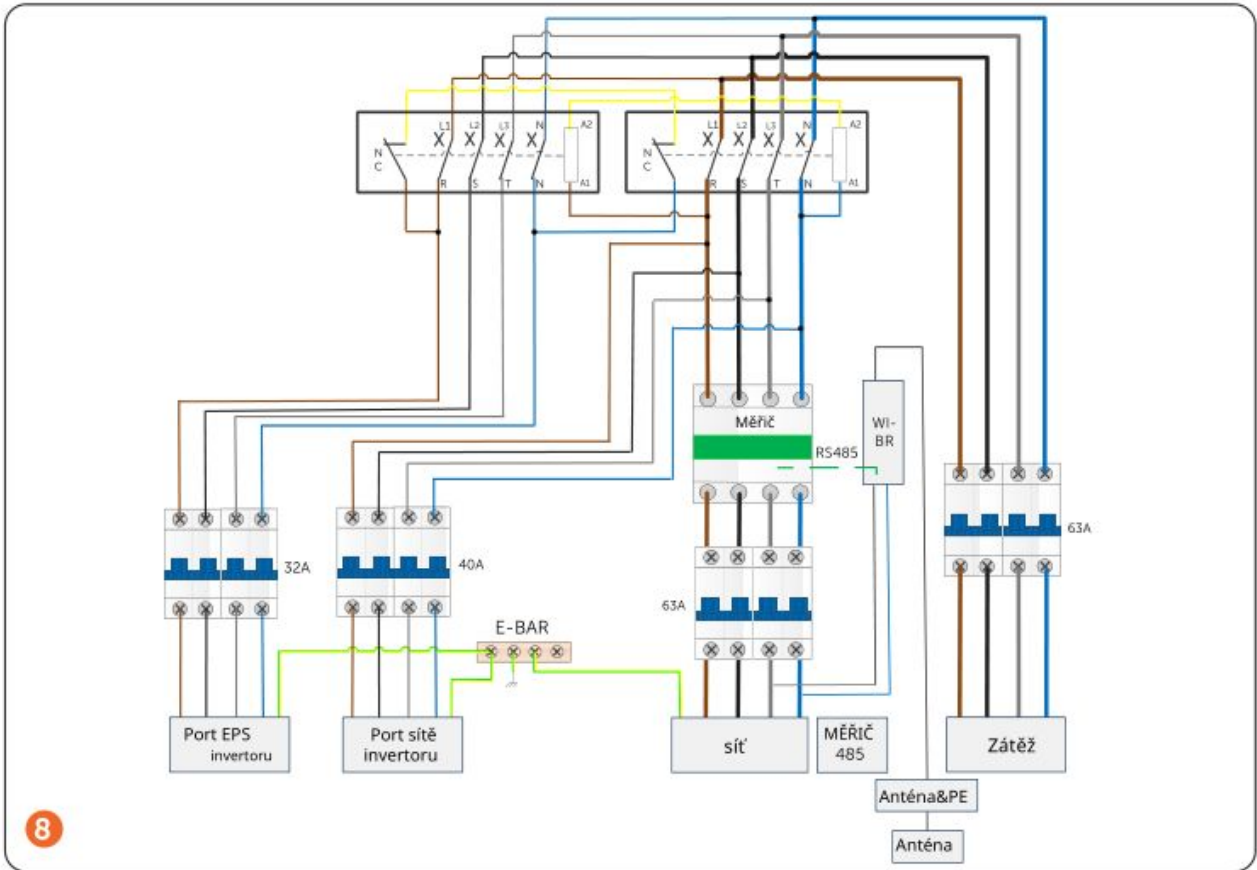 L1 L2 L3 N A2
N
C
R S T N A1
L1 L2 L3 N A2
N
C
R S T N A1
Měřič
RS485
WI-
BR
32A
40A
63A
63A
E-BAR
Port EPS
invertoru
Port sítě
invertoru
síť
MĚŘIČ
485
Zátěž
Anténa&PE
Anténa
8